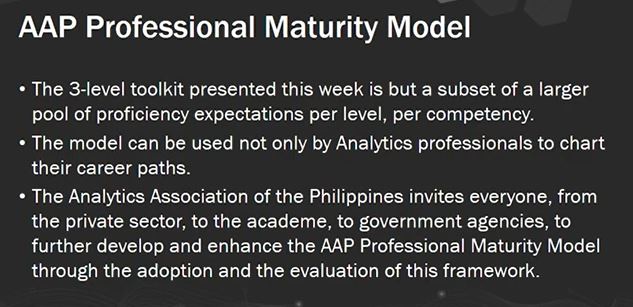 AAP Professional Maturity Model
• The 3-level toolkit presented this week is but a subset of a larger
pool of proficiency expectations per level, per competency.
• The model can be used not only by Analytics professionals to chart
their career paths.
• The Analytics Association of the Philippines invites everyone, from
the private sector, to the academe, to government agencies, to
further develop and enhance the AAP Professional Maturity Model
through the adoption and the evaluation of this framework.